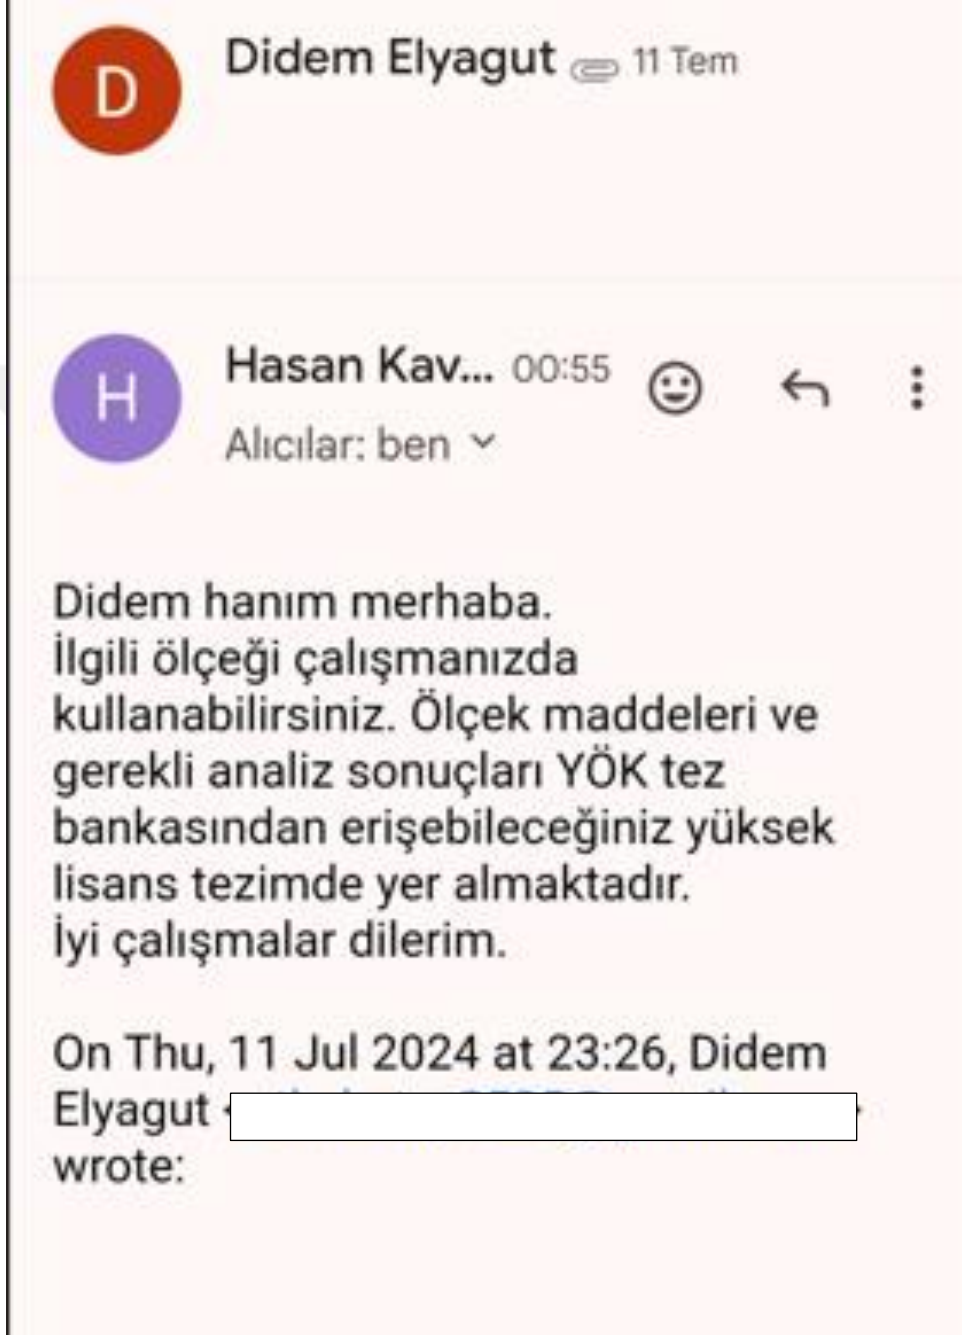 D
Didem Elyagut 11 Tem
H
Hasan Kav... 00:55
Alıcılar: ben
Didem hanım merhaba.
İlgili ölçeği çalışmanızda
kullanabilirsiniz. Ölçek maddeleri ve
gerekli analiz sonuçları YÖK tez
bankasından erişebileceğiniz yüksek
lisans tezimde yer almaktadır.
İyi çalışmalar dilerim.
On Thu, 11 Jul 2024 at 23:26, Didem
Elyagut
wrote: